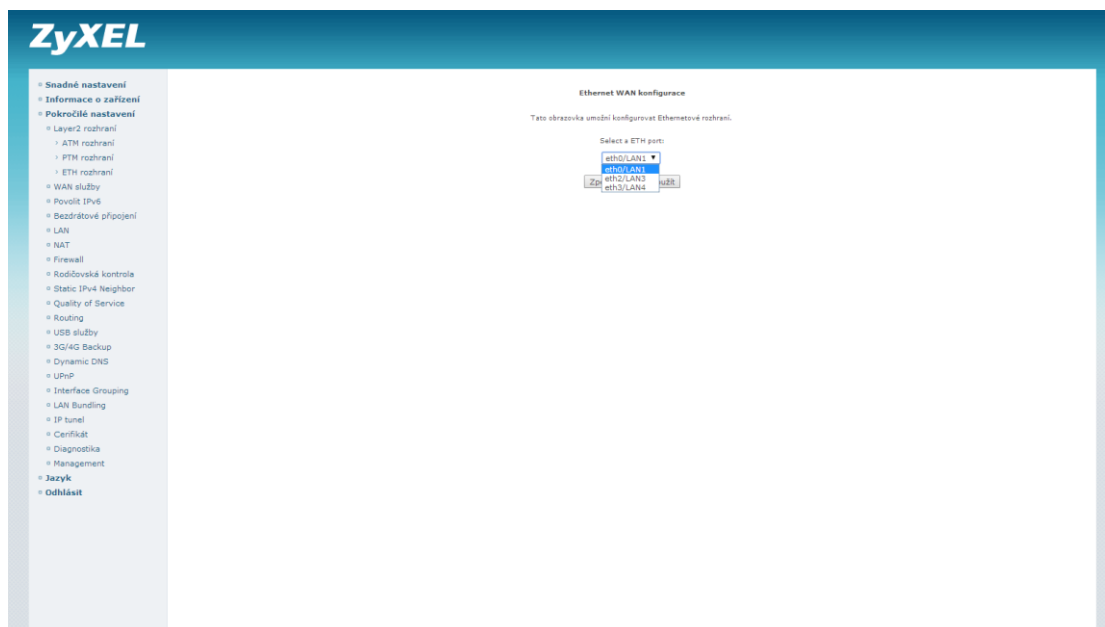 ZyXEL
Snadné nastavení
Informace o zařízení
Pokročilé nastavení
Layer2 rozhraní
ATM rozhraní
PTM rozhraní
ETH rozhraní
WAN služby
Povolit IPv6
Bezdrátové připojení
LAN
NAT
Firewall
Rodičovská kontrola
Static IPv4 Neighbor
Quality of Service
Routing
USB služby
3G/4G Backup
Dynamic DNS
UPnP
Interface Grouping
LAN Bundling
IP tunel
Cerifikát
Diagnostika
Management
Jazyk
Odhlásit
Ethernet WAN konfigurace
Tato obrazovka umožní konfigurovat Ethernetové rozhraní.
Select a ETH port:
eth0/LAN1
eth0/LAN1
eth2/LAN3
eth3/LAN4